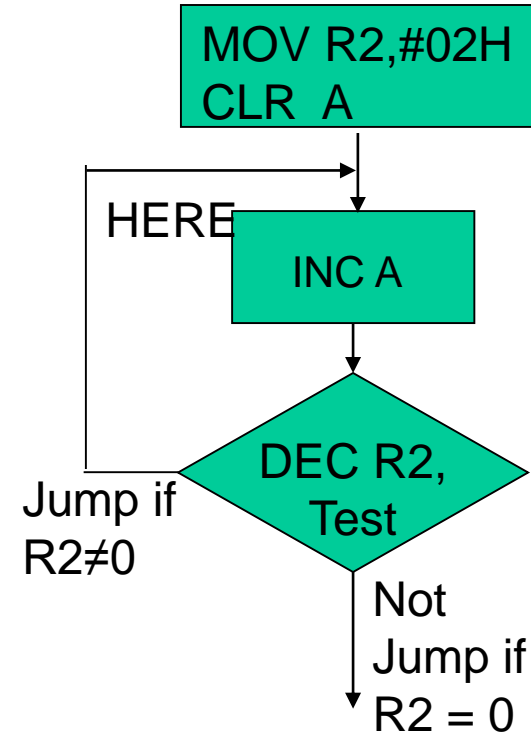 MOV R2,#02H
CLR A
HERE
INC A
DEC R2,
Test
Jump if
R2≠0
Not
Jump if
R2 = 0